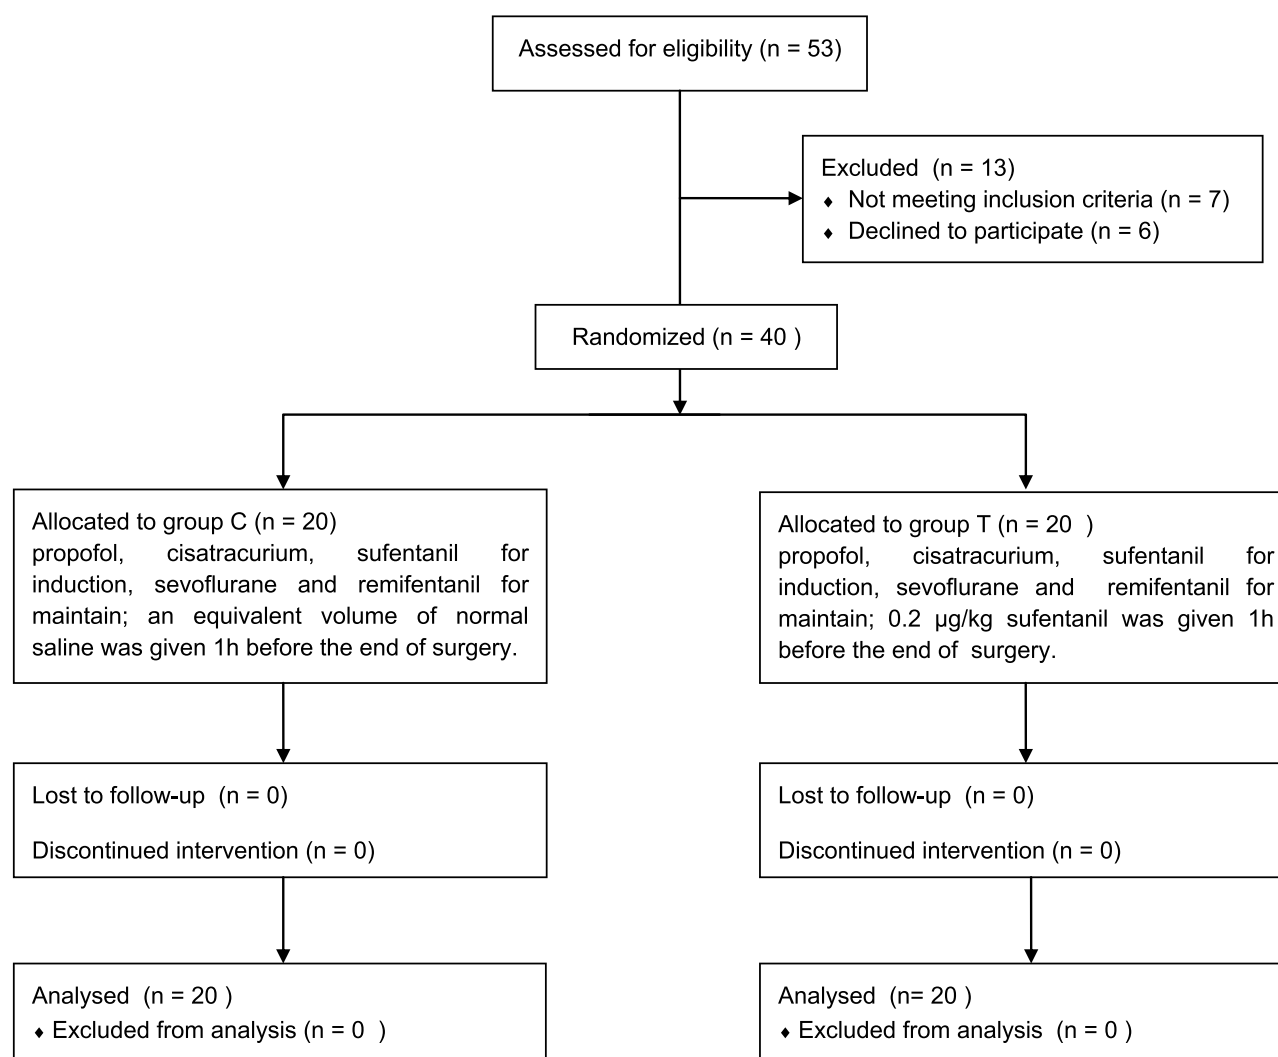 Assessed for eligibility (n = 53)
Excluded (n = 13)
♦ Not meeting inclusion criteria (n = 7)
♦ Declined to participate (n = 6)
Randomized (n = 40 )
Allocated to group C (n = 20)
propofol, cisatracurium, sufentanil for
induction, sevoflurane and remifentanil for
maintain; an equivalent volume of normal
saline was given 1h before the end of surgery.
Allocated to group T (n = 20 )
propofol, cisatracurium, sufentanil for
induction, sevoflurane and remifentanil for
maintain; 0.2 µg/kg sufentanil was given 1h
before the end of surgery.
Lost to follow-up (n = 0)
Discontinued intervention (n = 0)
Lost to follow-up (n = 0)
Discontinued intervention (n = 0)
Analysed (n = 20 )
♦ Excluded from analysis (n = 0 )
Analysed (n= 20 )
♦ Excluded from analysis (n = 0 )